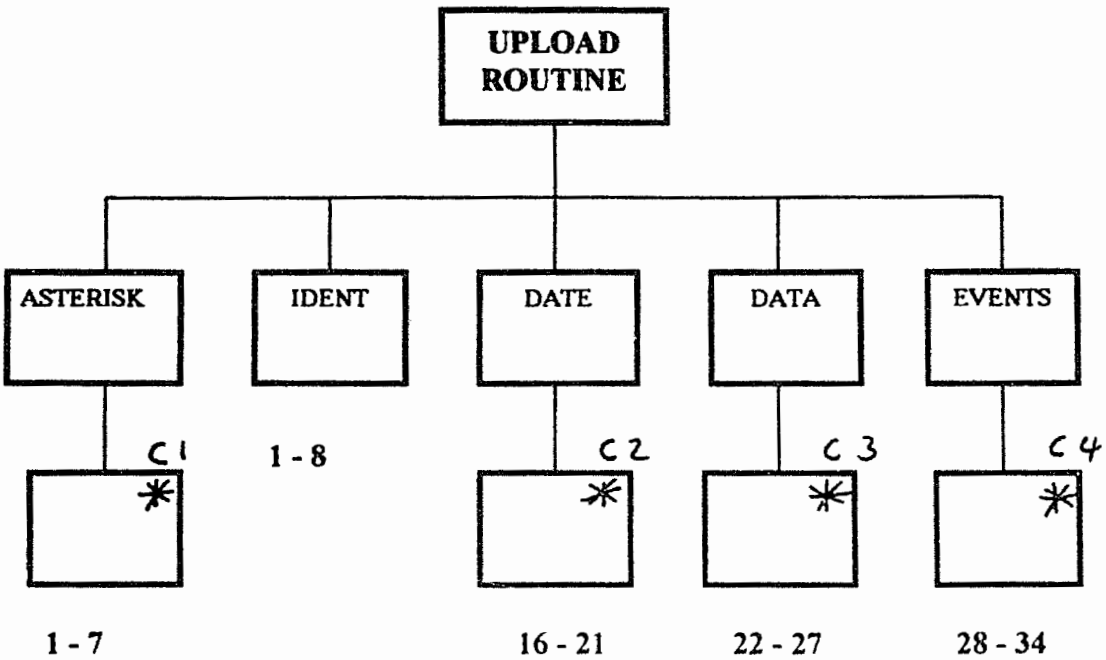 UPLOAD
ROUTINE
ASTERISK
IDENT
DATE
DATA
EVENTS
C1
1 - 8
C2
C3
C4
*
*
*
*
1 - 7
16 - 21
22 - 27
28 - 34